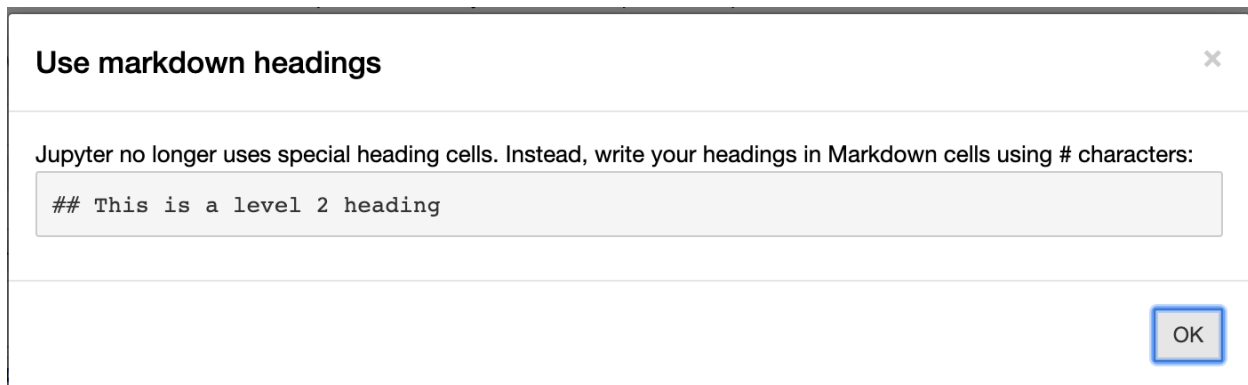 Use markdown headings
×
Jupyter no longer uses special heading cells. Instead, write your headings in Markdown cells using # characters:
## This is a level 2 heading
OK